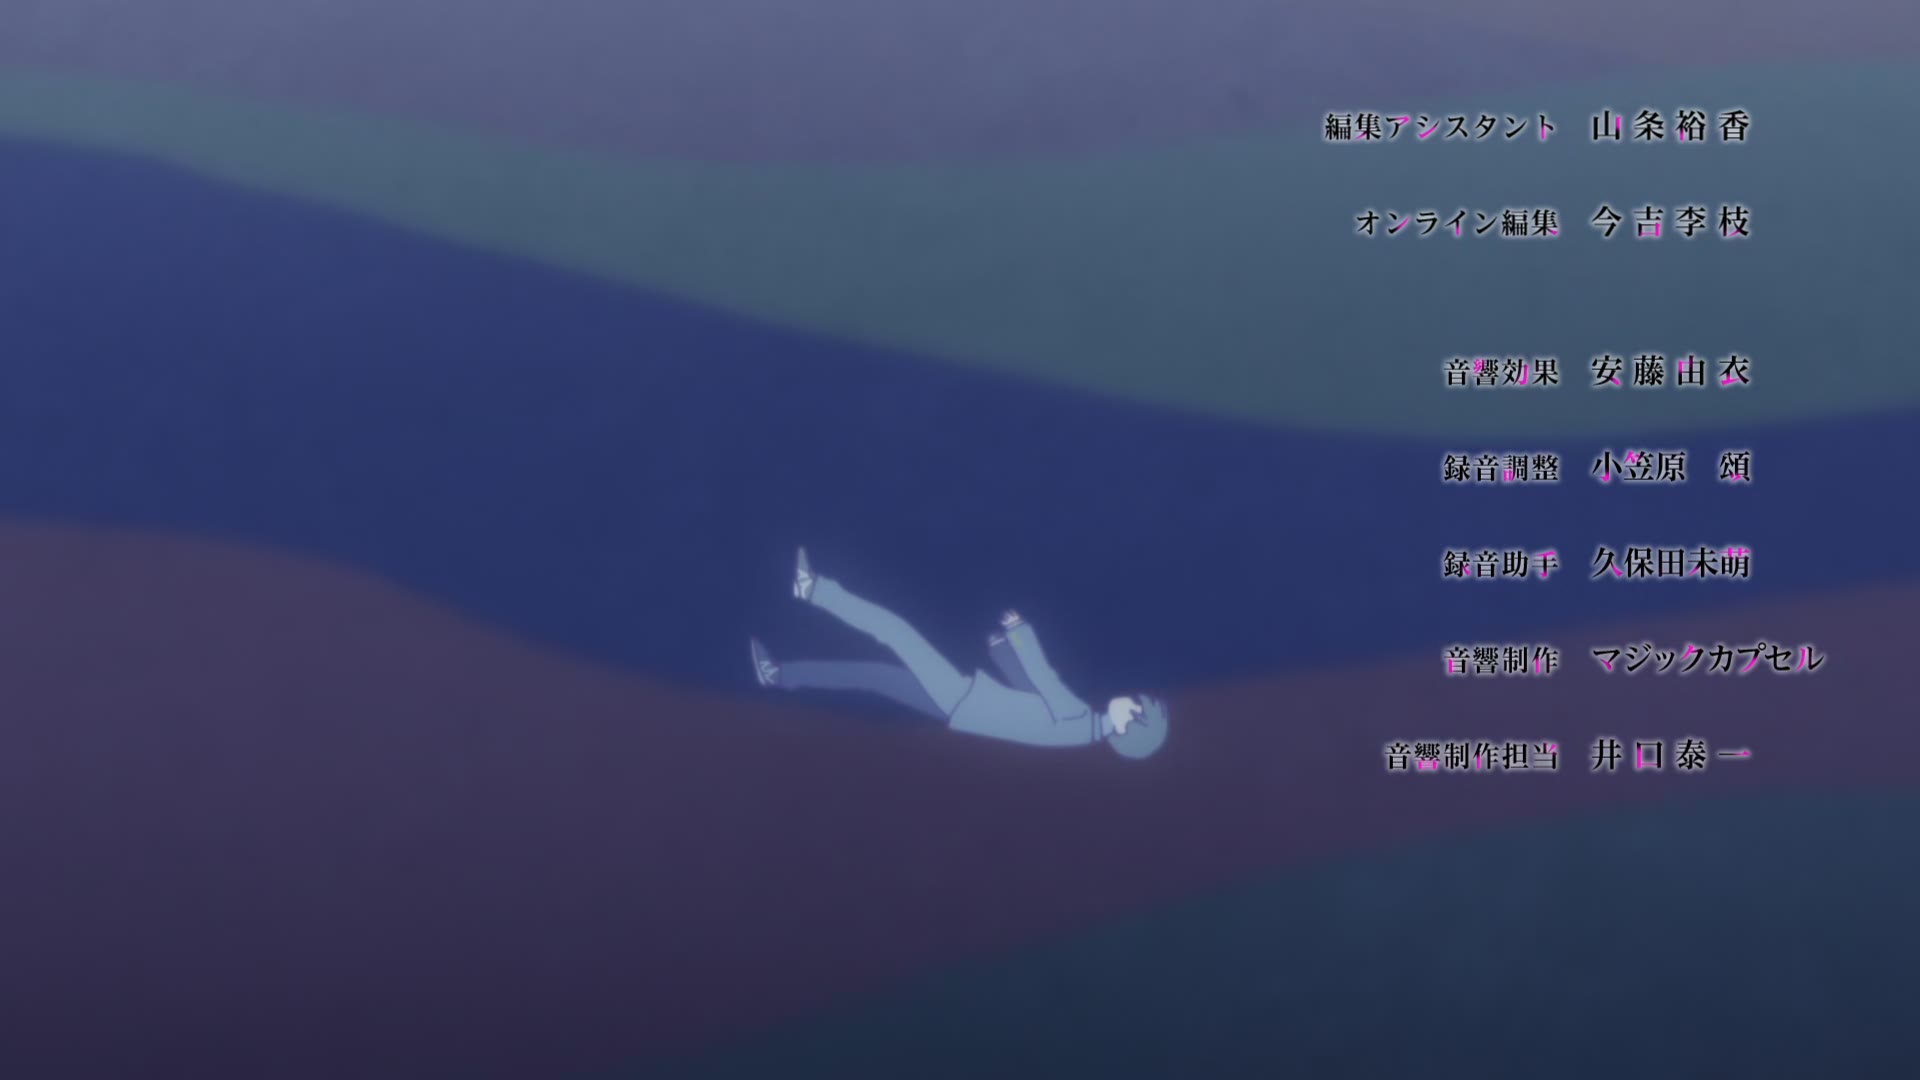 編集アシスタント 山条裕香
オンライン編集 今吉李枝
音響効果 安藤由衣
録音調整 小笠原 頌
録音助手 久保田未萌
音響制作 マジックカプセル
音響制作担当 井口泰一